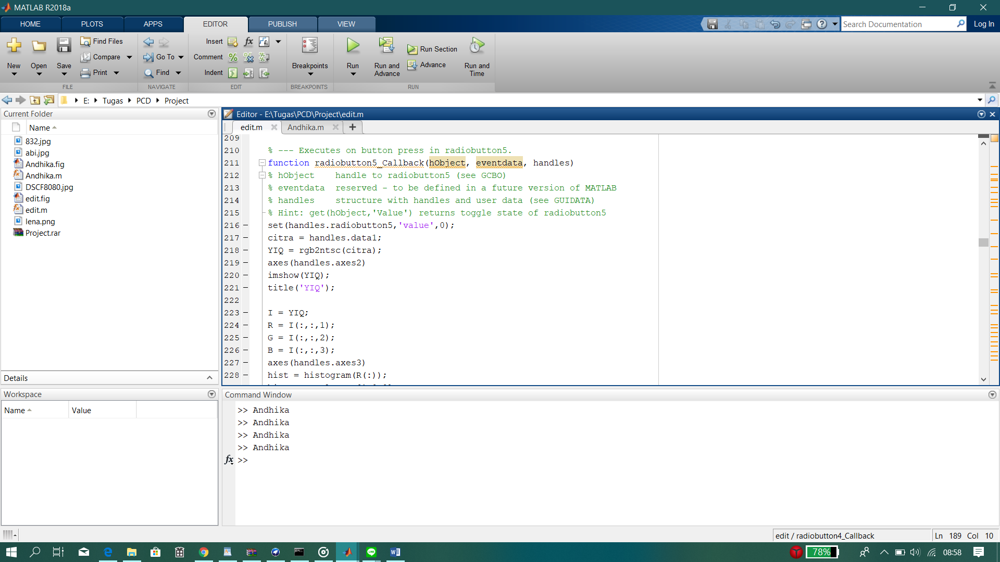 MATLAB R2018a
HOME PLOTS APPS EDITOR PUBLISH VIEW
Search Documentation
Log In
New
Open
Save
Find Files
Compare
Print
FILE
Go To
Find
NAVIGATE
Insert
Comment
Indent
EDIT
Breakpoints
BREAKPOINTS
Run
Run and Advance
Run Section
Advance
Run and Time
RUN
E: Tugas PCD Project
Current Folder
Name
832.jpg
abi.jpg
Andhika.fig
Andhika.m
DSCF8080.jpg
edit.fig
edit.m
lena.png
Project.rar
Details
Workspace
Name Value
Editor - E:\Tugas\PCD\Project\edit.m
edit.m Andhika.m
209
210 % --- Executes on button press in radiobutton5.
211 function radiobutton5_Callback(hObject, eventdata, handles)
212 % hObject    handle to radiobutton5 (see GCBO)
213 % eventdata  reserved - to be defined in a future version of MATLAB
214 % handles    structure with handles and user data (see GUIDATA)
215 % Hint: get(hObject,'Value') returns toggle state of radiobutton5
216 set(handles.radiobutton5,'value',0);
217 citra = handles.data1;
218 YIQ = rgb2ntsc(citra);
219 axes(handles.axes2)
220 imshow(YIQ);
221 title('YIQ');
222
223 I = YIQ;
224 R = I(:,:,1);
225 G = I(:,:,2);
226 B = I(:,:,3);
227 axes(handles.axes3)
228 hist = histogram(R(:));
Command Window
>> Andhika
>> Andhika
>> Andhika
>> Andhika
fx >>
edit / radiobutton4_Callback
Ln 189 Col 10
78%
08:58